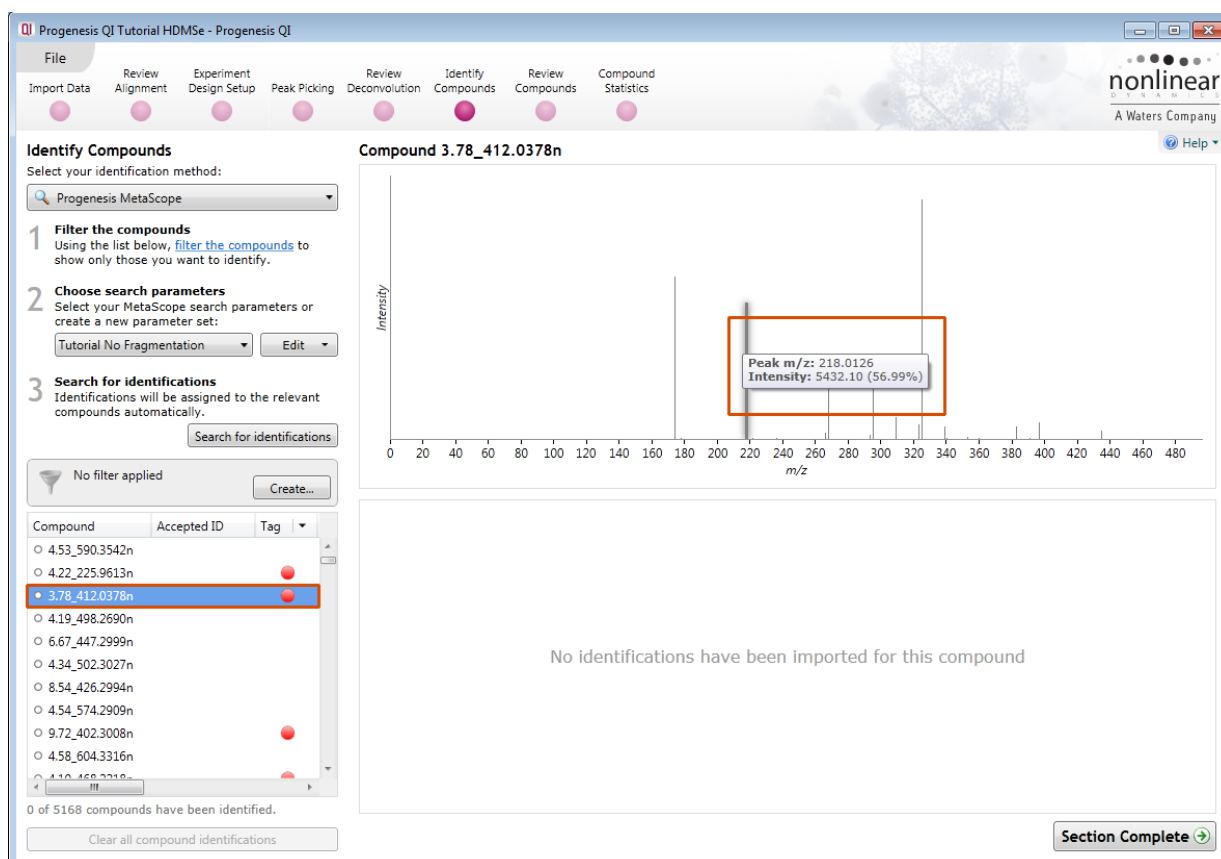 QI Progenesis QI Tutorial HDMSe - Progenesis QI
File
Import Data
Review
Alignment
Experiment
Design Setup
Peak Picking
Review
Deconvolution
Identify
Compounds
Review
Compounds
Compound
Statistics
nonlinear
DYNAMICS
A Waters Company
Help
Identify Compounds
Select your identification method:
Progenesis MetaScope
1 Filter the compounds
Using the list below, filter the compounds to
show only those you want to identify.
2 Choose search parameters
Select your MetaScope search parameters or
create a new parameter set:
Tutorial No Fragmentation
Edit
3 Search for identifications
Identifications will be assigned to the relevant
compounds automatically.
Search for identifications
No filter applied
Create...
Compound Accepted ID Tag
4.53_590.3542n
4.22_225.9613n
3.78_412.0378n
4.19_498.2690n
6.67_447.2999n
4.34_502.3027n
8.54_426.2994n
4.54_574.2909n
9.72_402.3008n
4.58_604.3316n
0 of 5168 compounds have been identified.
Clear all compound identifications
Compound 3.78_412.0378n
Intensity
Peak m/z: 218.0126
Intensity: 5432.10 (56.99%)
0 20 40 60 80 100 120 140 160 180 200 220 240 260 280 300 320 340 360 380 400 420 440 460 480
m/z
No identifications have been imported for this compound
Section Complete